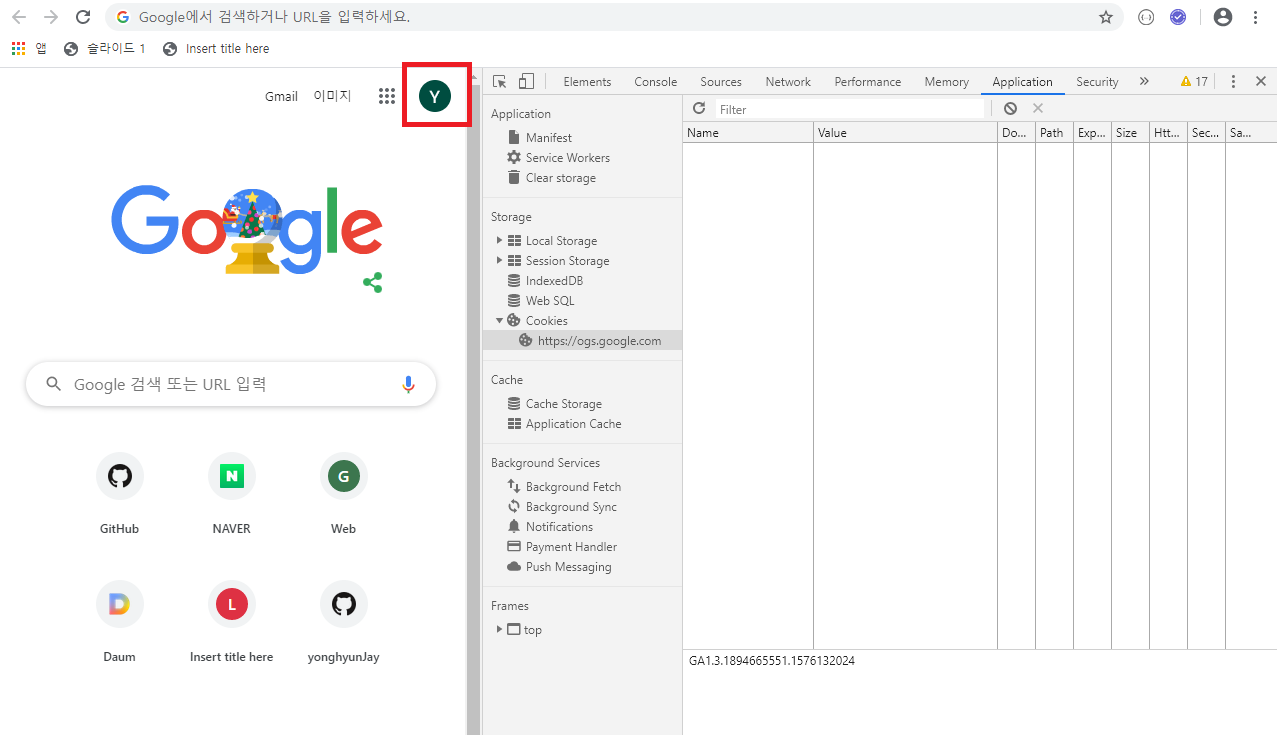 Google에서 검색하거나 URL을 입력하세요.
앱 슬라이드 1 Insert title here
Gmail 이미지 Y
Google
Google 검색 또는 URL 입력
GitHub NAVER Web
G
N
Daum Insert title here yonghyunJay
L
Elements Console Sources Network Performance Memory Application Security » 17
Application
Manifest
Service Workers
Clear storage
Storage
Local Storage
Session Storage
IndexedDB
Web SQL
Cookies
https://ogs.google.com
Cache
Cache Storage
Application Cache
Background Services
Background Fetch
Background Sync
Notifications
Payment Handler
Push Messaging
Frames
top
Filter
Name Value Do... Path Exp... Size Htt... Sec... Sa...
GA1.3.1894665551.1576132024